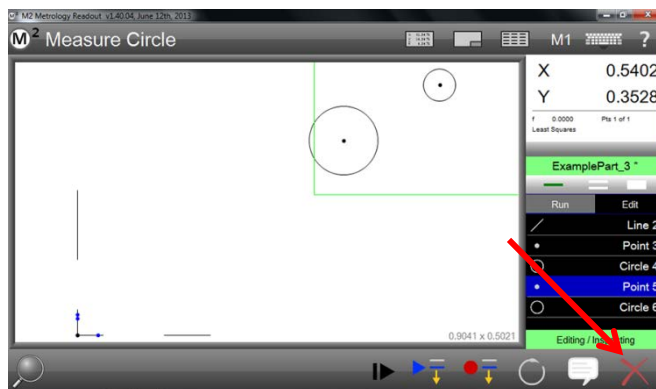 M2 Metrology Readout v1.40.04, June 12th, 2013
M2 Measure Circle
M1 ?
X 0.5402
Y 0.3528
f 0.0000 Pts 1 of 1
Least Squares
ExamplePart_3 *
Run Edit
Line 2
Point 3
Circle 4
Point 5
Circle 6
0.9041 x 0.5021
Editing / Inspecting